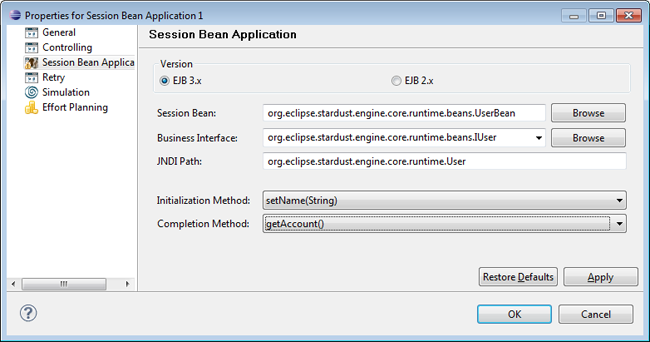 Properties for Session Bean Application 1
General
Controlling
Session Bean Applica
Retry
Simulation
Effort Planning
Session Bean Application
Version
EJB 3.x EJB 2.x
Session Bean: org.eclipse.stardust.engine.core.runtime.beans.UserBean Browse
Business Interface: org.eclipse.stardust.engine.core.runtime.beans.IUser Browse
JNDI Path: org.eclipse.stardust.engine.core.runtime.User
Initialization Method: setName(String)
Completion Method: getAccount()
Restore Defaults Apply
? OK Cancel